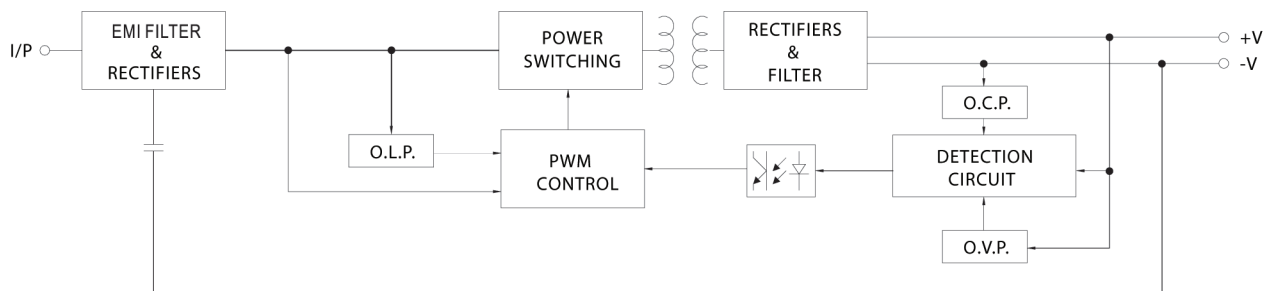 I/P
EMI FILTER
&
RECTIFIERS
POWER
SWITCHING
RECTIFIERS
&
FILTER
+V
-V
O.C.P.
O.L.P.
PWM
CONTROL
DETECTION
CIRCUIT
O.V.P.